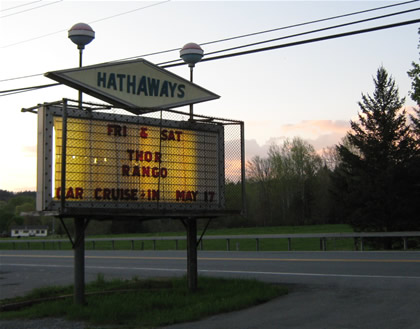 HATHAWAYS
FRI & SAT
THOR
RANGO
CAR CRUISE-IN MAY 17